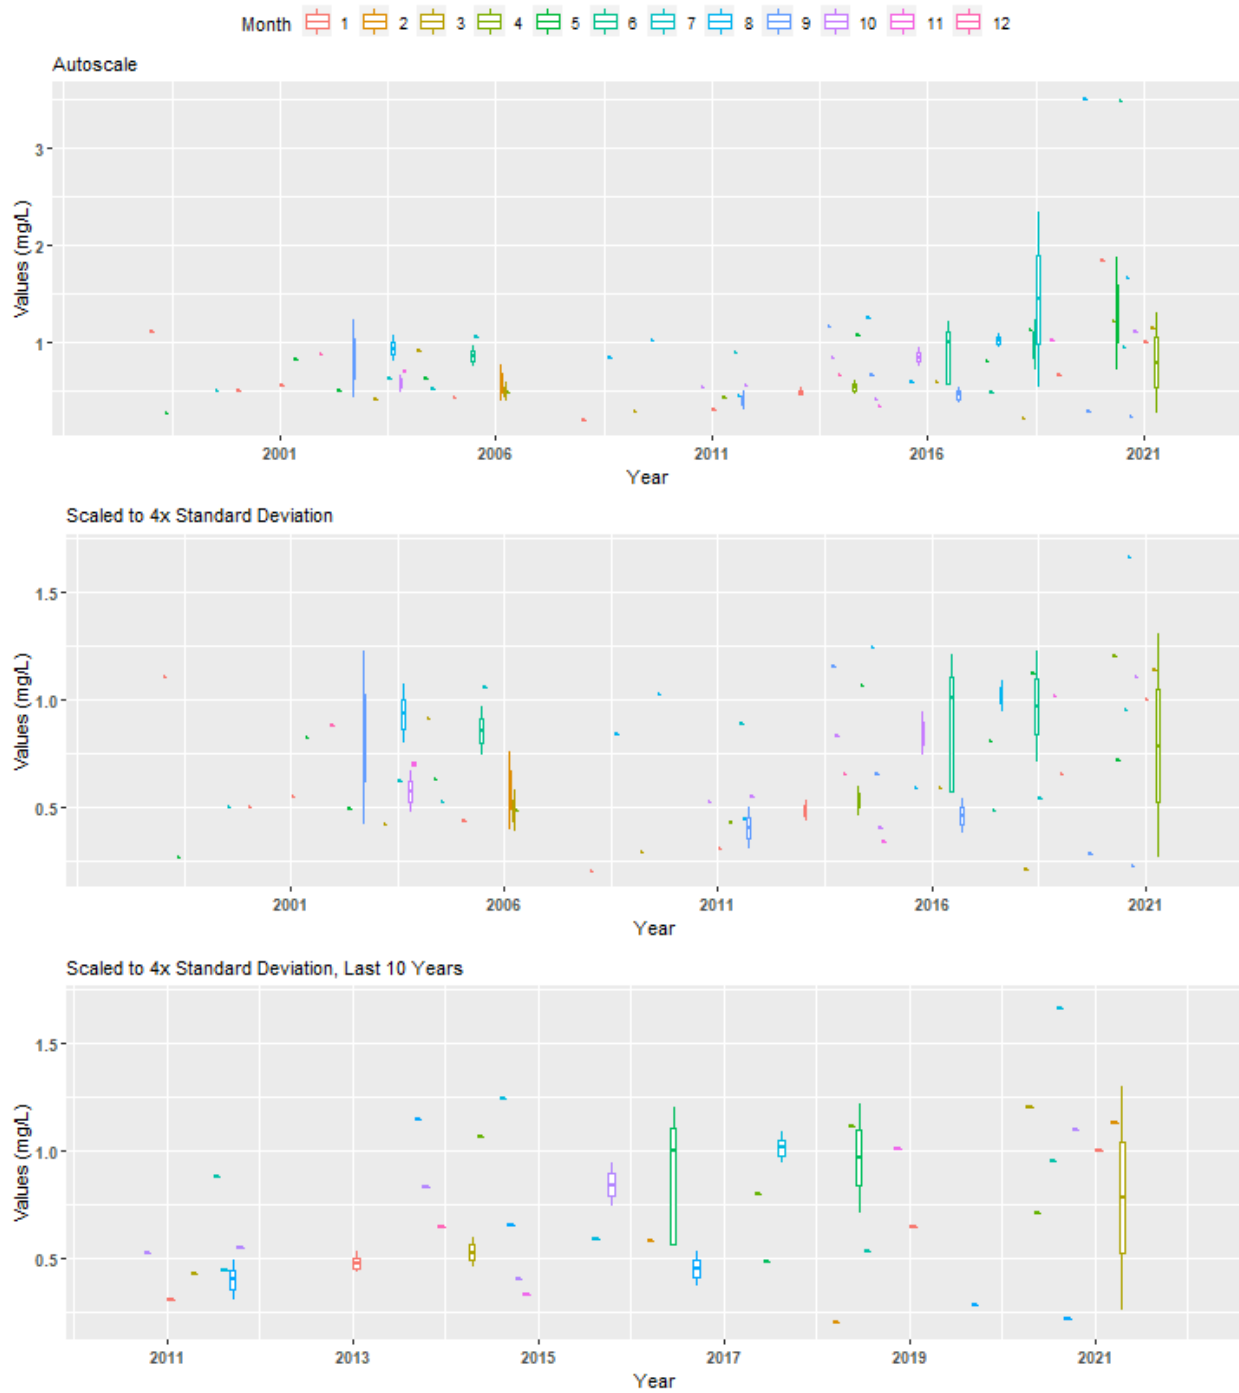 Month 1 2 3 4 5 6 7 8 9 10 11 12
Autoscale
Values (mg/L)
3
2
1
2001 2006 2011 2016 2021
Year
Scaled to 4x Standard Deviation
Values (mg/L)
1.5
1.0
0.5
2001 2006 2011 2016 2021
Year
Scaled to 4x Standard Deviation, Last 10 Years
Values (mg/L)
1.5
1.0
0.5
2011 2013 2015 2017 2019 2021
Year